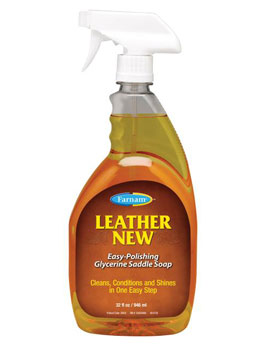 Farnam
LEATHER
NEW®
Easy-Polishing
Glycerine Saddle Soap
Cleans, Conditions and Shines
in One Easy Step
32 fl oz / 946 ml